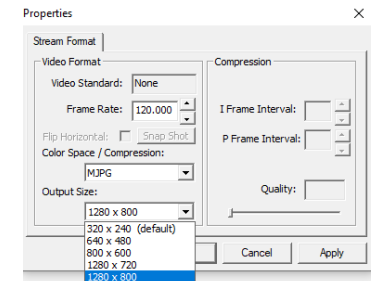 Properties
Stream Format
Video Format
Video Standard: None
Frame Rate: 120.000
Flip Horizontal: Snap Shot
Color Space / Compression:
MJPG
Output Size:
1280 x 800
320 x 240 (default)
640 x 480
800 x 600
1280 x 720
1280 x 800
Compression
I Frame Interval:
P Frame Interval:
Quality:
Cancel
Apply